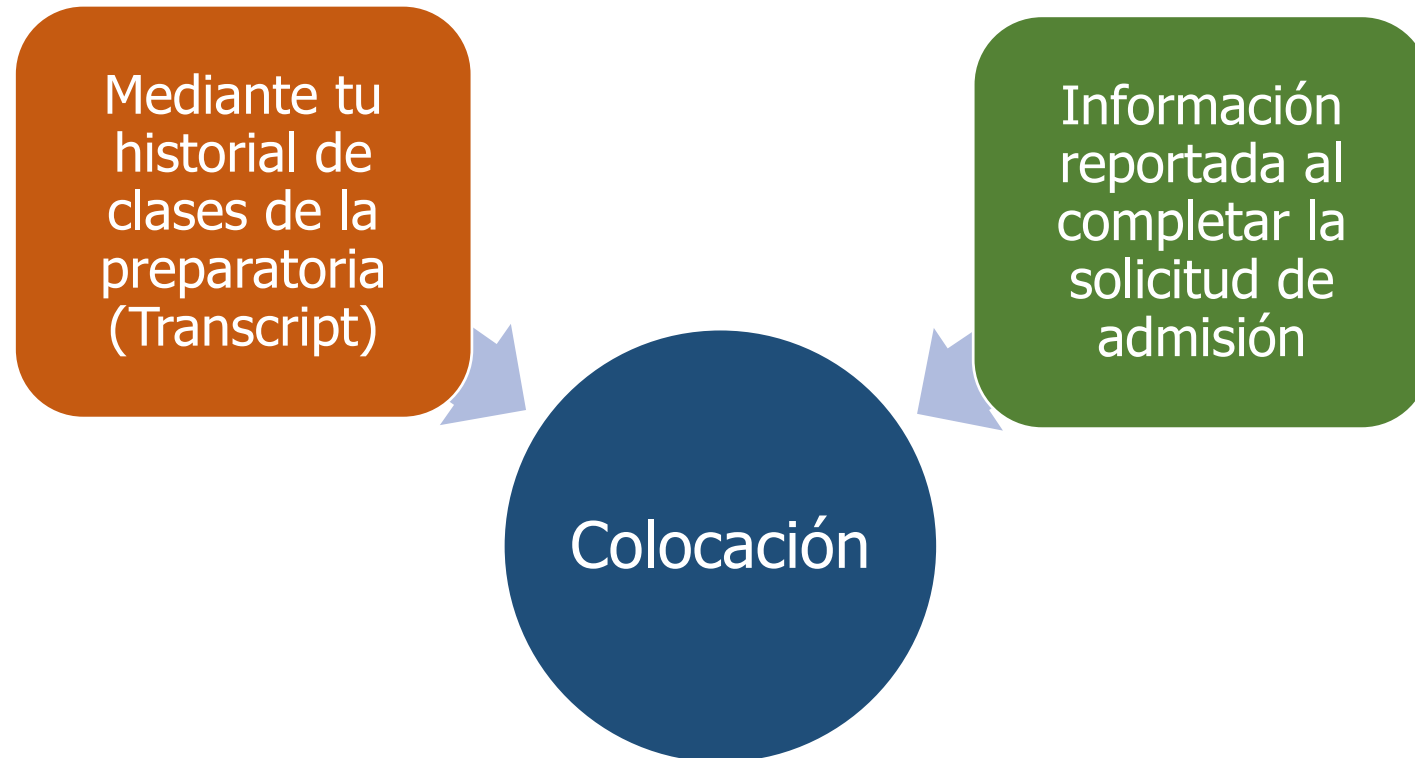 Mediante tu
historial de
clases de la
preparatoria
(Transcript)
Información
reportada al
completar la
solicitud de
admisión
Colocación